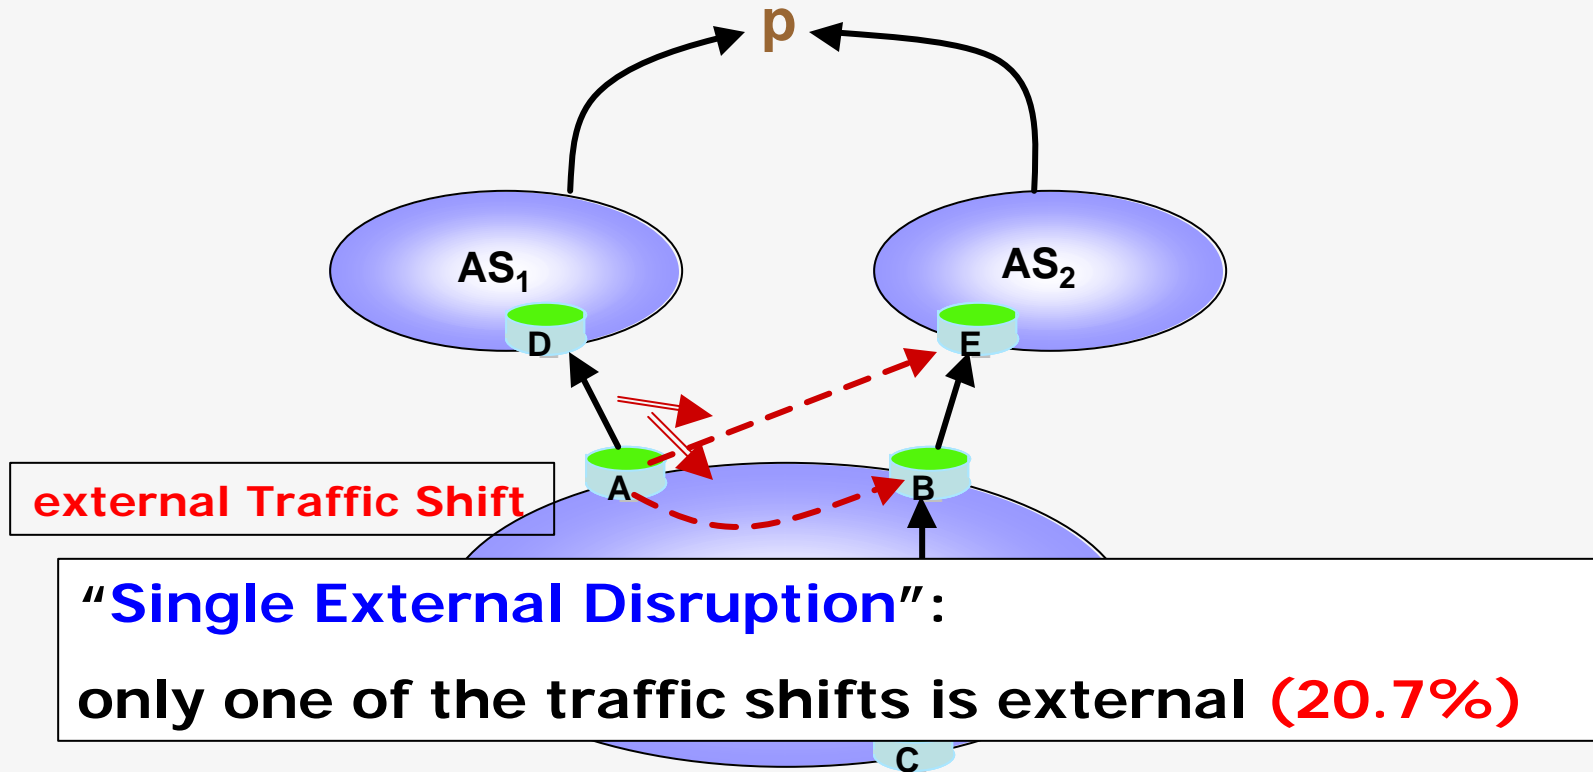 p
AS₁
AS₂
D
E
A
B
external Traffic Shift
“Single External Disruption”:
only one of the traffic shifts is external (20.7%)
C